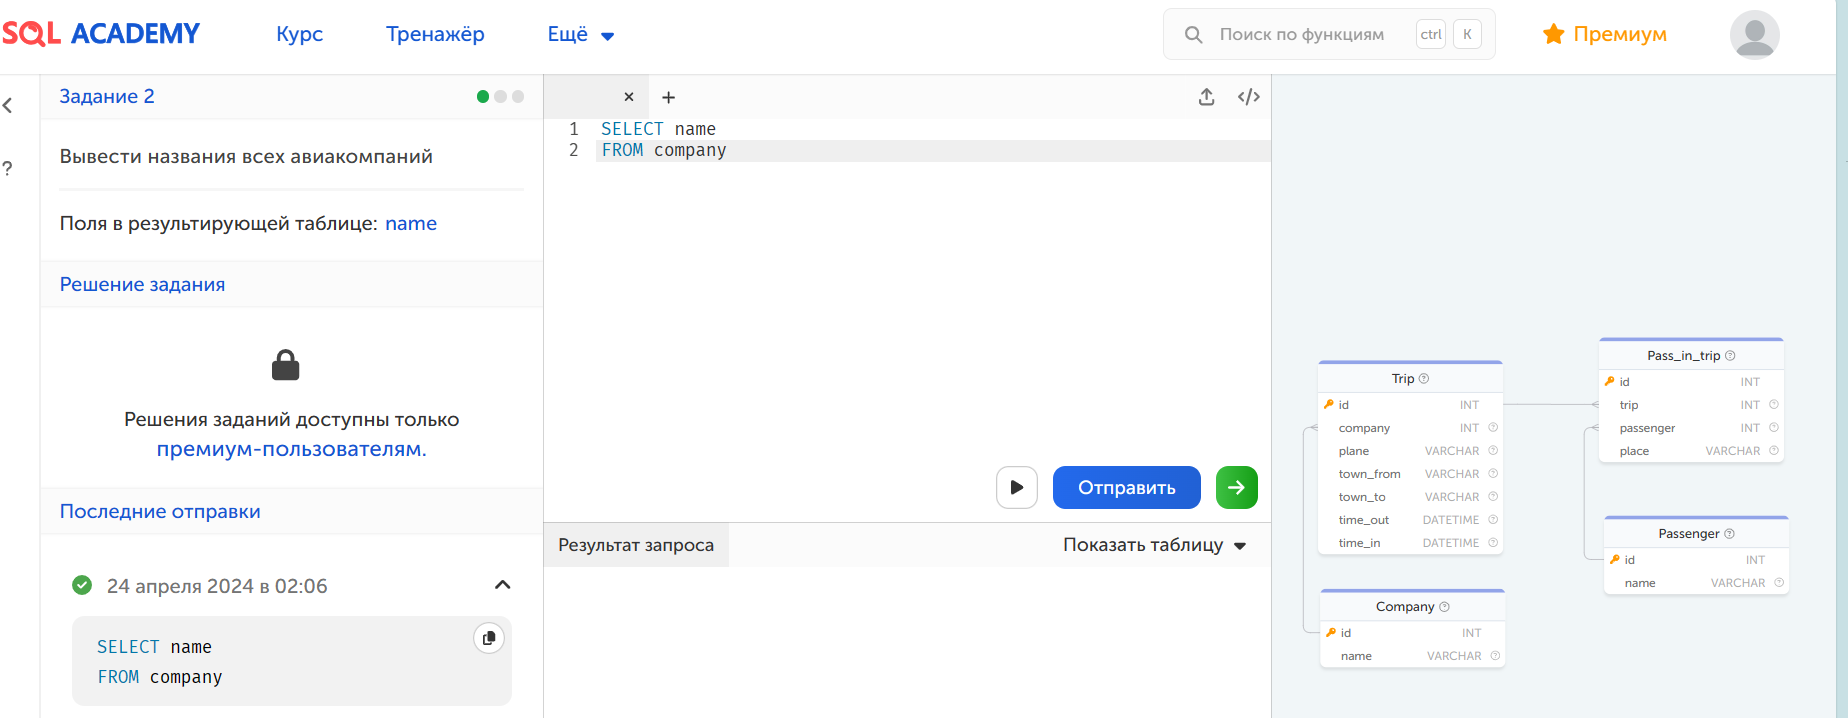 SQL ACADEMY
Курс
Тренажёр
Ещё
Поиск по функциям
ctrl
K
Премиум
Задание 2
Вывести названия всех авиакомпаний
Поля в результирующей таблице: name
Решение задания
Решения заданий доступны только
премиум-пользователям.
Последние отправки
24 апреля 2024 в 02:06
SELECT name
FROM company
1 SELECT name
2 FROM company
Отправить
Результат запроса
Показать таблицу
Trip
id INT
company INT
plane VARCHAR
town_from VARCHAR
town_to VARCHAR
time_out DATETIME
time_in DATETIME
Company
id INT
name VARCHAR
Pass_in_trip
id INT
trip INT
passenger INT
place VARCHAR
Passenger
id INT
name VARCHAR